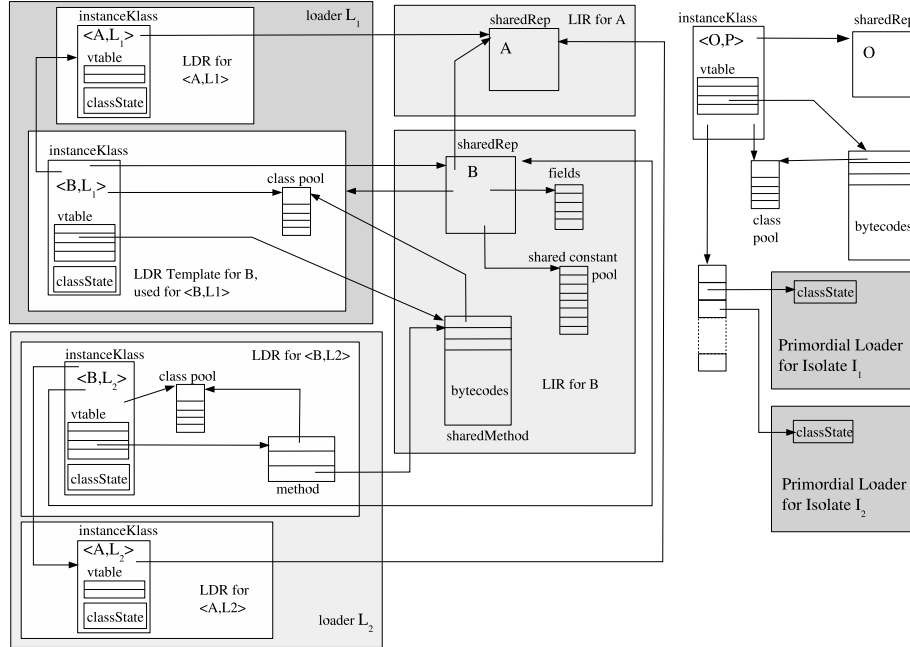 loader L1
instanceKlass
<A,L1>
vtable
classState
LDR for
<A,L1>
instanceKlass
<B,L1>
vtable
classState
class pool
LDR Template for B,
used for <B,L1>
LDR for <B,L2>
instanceKlass
<B,L2>
class pool
vtable
classState
method
instanceKlass
<A,L2>
vtable
classState
LDR for
<A,L2>
loader L2
sharedRep
LIR for A
A
sharedRep
B
fields
shared constant
pool
bytecodes
LIR for B
sharedMethod
instanceKlass
<O,P>
vtable
sharedRep
O
class
pool
bytecodes
classState
Primordial Loader
for Isolate I1
classState
Primordial Loader
for Isolate I2